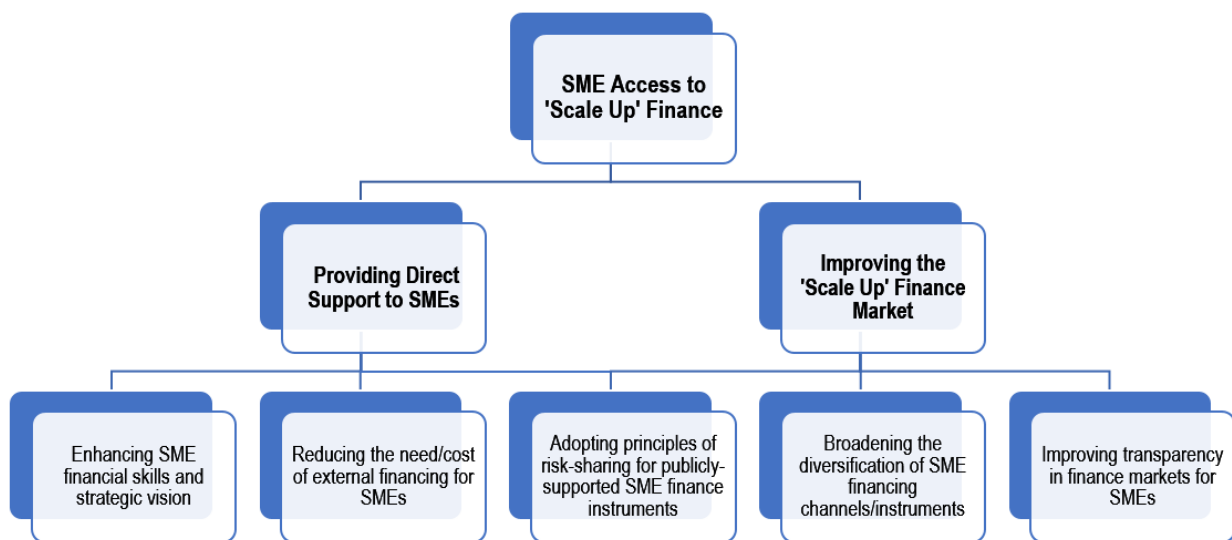 SME Access to
'Scale Up' Finance
Providing Direct
Support to SMEs
Improving the
'Scale Up' Finance
Market
Enhancing SME
financial skills and
strategic vision
Reducing the need/cost
of external financing for
SMEs
Adopting principles of
risk-sharing for publicly-
supported SME finance
instruments
Broadening the
diversification of SME
financing
channels/instruments
Improving transparency
in finance markets for
SMEs